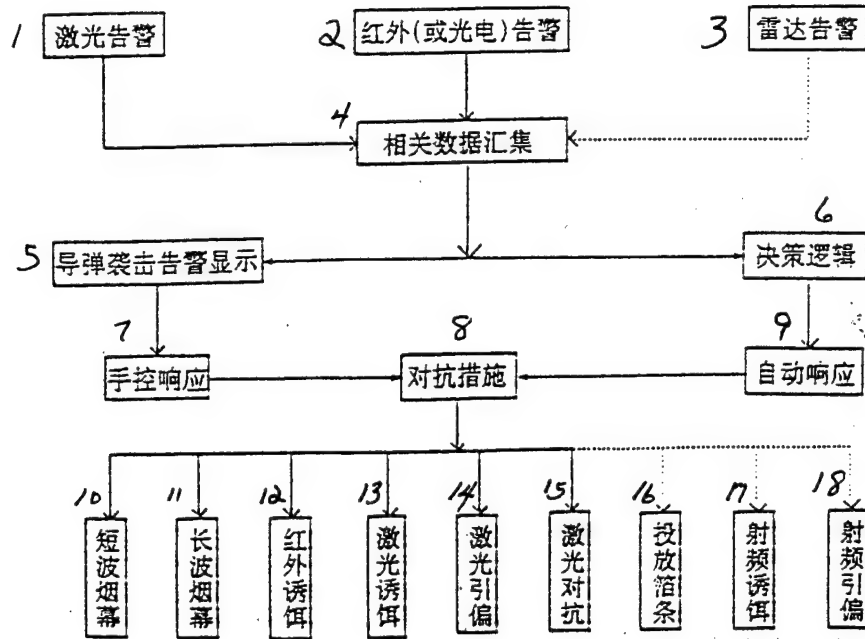 1 激光告警
2 红外(或光电)告警
3 雷达告警
4 相关数据汇集
5 导弹袭击告警显示
6 决策逻辑
7 手控响应
8 对抗措施
9 自动响应
10 短波烟幕
11 长波烟幕
12 红外诱饵
13 激光诱饵
14 激光引偏
15 激光对抗
16 投放箔条
17 射频诱饵
18 射频引偏